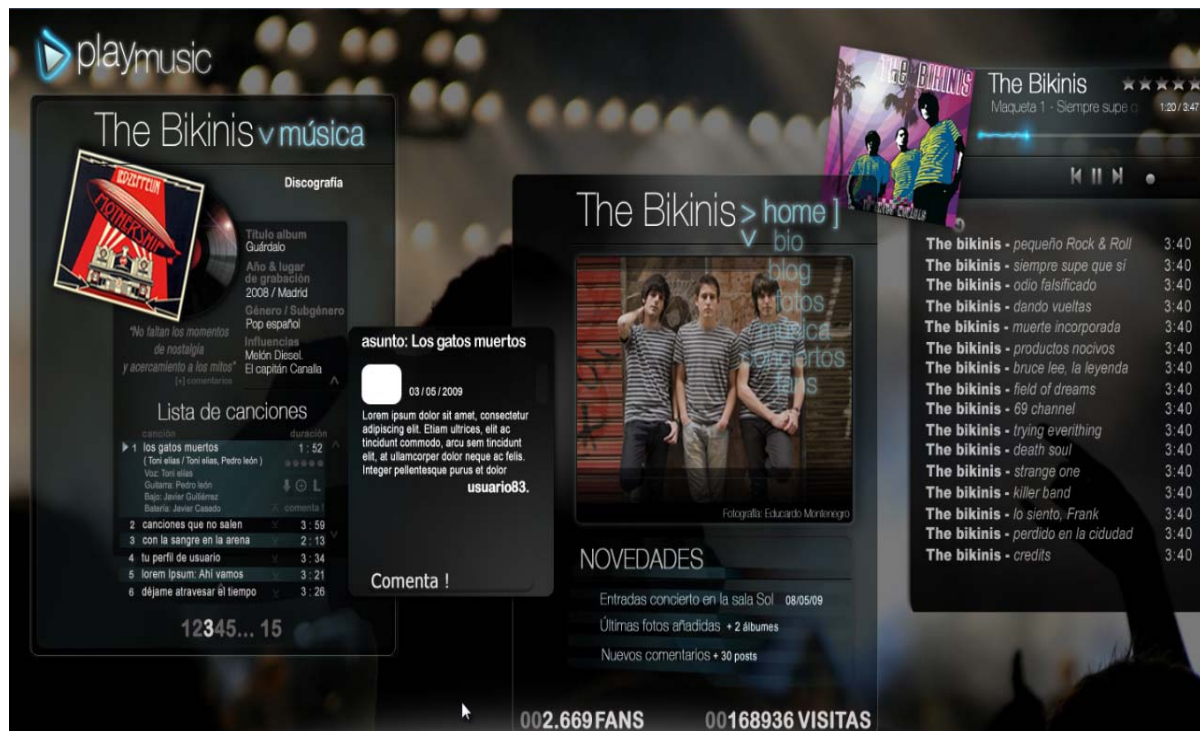 playmusic
The Bikinis v música
LED ZEPPELIN
MOTHERSHIP
Discografía
Título album
Guárdalo
Año & lugar
de grabación
2008 / Madrid
Género / Subgénero
Pop español
Influencias
Melón Diesel.
El capitán Canalla
"No faltan los momentos
de nostalgia
y acercamiento a los mitos"
[+] comentarios
Lista de canciones
canción duración
1 los gatos muertos 1 : 52
( Toni elias / Toni elias, Pedro león )
Voz: Toni elias
Guitarra: Pedro león
Bajo: Javier Gutiérrez
Batería: Javier Casado
comenta !
2 canciones que no salen 3 : 59
3 con la sangre en la arena 2 : 13
4 tu perfil de usuario 3 : 34
5 lorem Ipsum: Ahí vamos 3 : 21
6 déjame atravesar el tiempo 3 : 26
12345... 15
asunto: Los gatos muertos
03 / 05 / 2009
Lorem ipsum dolor sit amet, consectetur
adipiscing elit. Etiam ultrices, elit ac
tincidunt commodo, arcu sem tincidunt
elit, at ullamcorper dolor neque ac felis.
Integer pellentesque purus et dolor
usuario83.
Comenta !
The Bikinis > home ]
v bio
blog
fotos
música
conciertos
fans
Fotografía: Educardo Montenegro
NOVEDADES
Entradas concierto en la sala Sol 08/05/09
Últimas fotos añadidas + 2 álbumes
Nuevos comentarios + 30 posts
002.669 FANS 00168936 VISITAS
THE BIKINIS
The Bikinis
Maqueta 1 - Siempre supe q 1:20 / 3:47
The bikinis - pequeño Rock & Roll 3:40
The bikinis - siempre supe que sí 3:40
The bikinis - odio falsificado 3:40
The bikinis - dando vueltas 3:40
The bikinis - muerte incorporada 3:40
The bikinis - productos nocivos 3:40
The bikinis - bruce lee, la leyenda 3:40
The bikinis - field of dreams 3:40
The bikinis - 69 channel 3:40
The bikinis - trying everithing 3:40
The bikinis - death soul 3:40
The bikinis - strange one 3:40
The bikinis - killer band 3:40
The bikinis - lo siento, Frank 3:40
The bikinis - perdido en la cidudad 3:40
The bikinis - credits 3:40